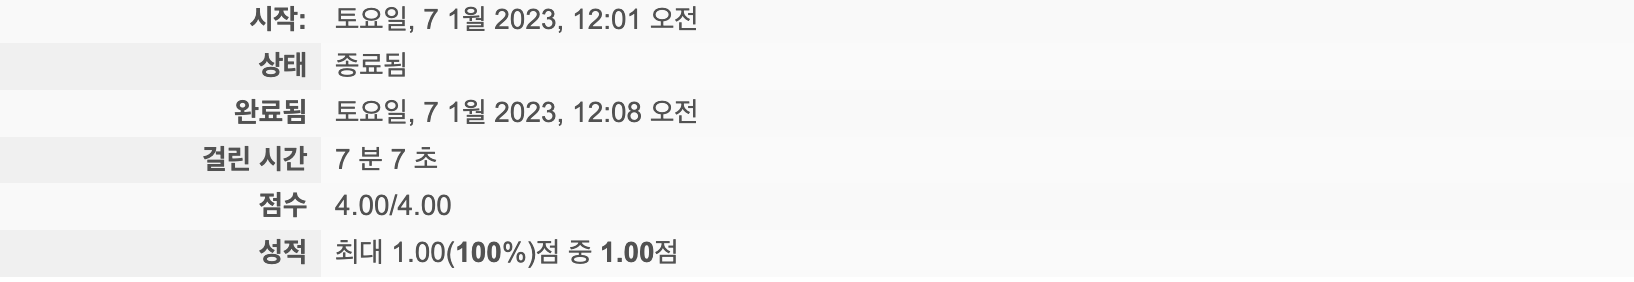 시작: 토요일, 7 1월 2023, 12:01 오전
상태 종료됨
완료됨 토요일, 7 1월 2023, 12:08 오전
걸린 시간 7 분 7 초
점수 4.00/4.00
성적 최대 1.00(100%)점 중 1.00점